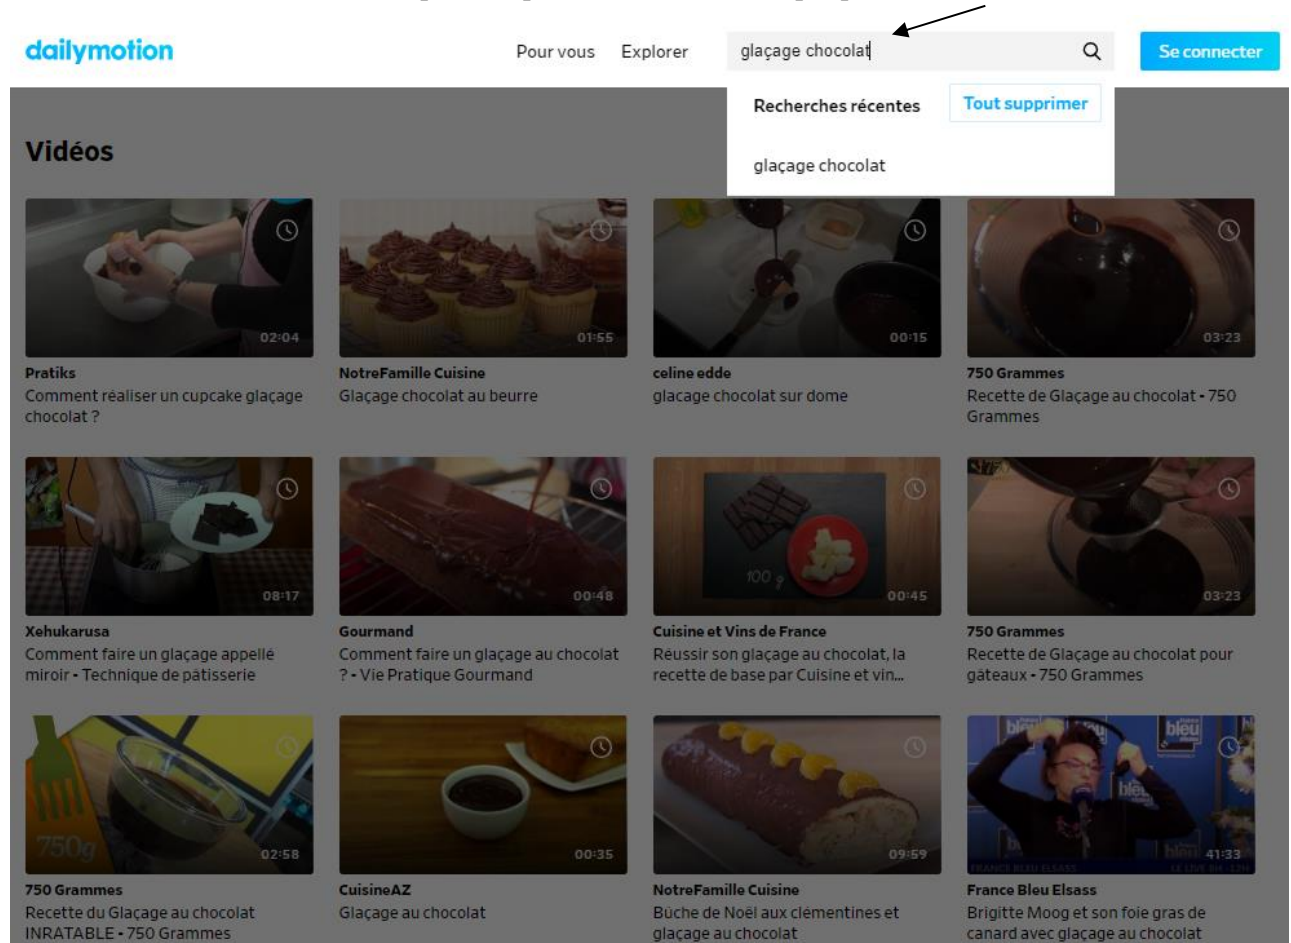 dailymotion
Pour vous Explorer glaçage chocolat Se connecter
Recherches récentes Tout supprimer
glaçage chocolat
Vidéos
02:04
01:55
00:15
03:23
Pratiks
Comment réaliser un cupcake glaçage
chocolat ?
NotreFamille Cuisine
Glaçage chocolat au beurre
celine edde
glacage chocolat sur dome
750 Grammes
Recette de Glaçage au chocolat - 750
Grammes
08:17
00:48
100 g
00:45
03:23
Xehukarusa
Comment faire un glaçage appellé
miroir - Technique de pâtisserie
Gourmand
Comment faire un glaçage au chocolat
? - Vie Pratique Gourmand
Cuisine et Vins de France
Réussir son glaçage au chocolat, la
recette de base par Cuisine et vin...
750 Grammes
Recette de Glaçage au chocolat pour
gâteaux - 750 Grammes
750g
02:58
00:35
09:59
bleu
bleu
41:33
FRANCE BLEU ELSASS
750 Grammes
Recette du Glaçage au chocolat
INRATABLE - 750 Grammes
CuisineAZ
Glaçage au chocolat
NotreFamille Cuisine
Bûche de Noël aux clémentines et
glaçage au chocolat
France Bleu Elsass
Brigitte Moog et son foie gras de
canard avec glaçage au chocolat